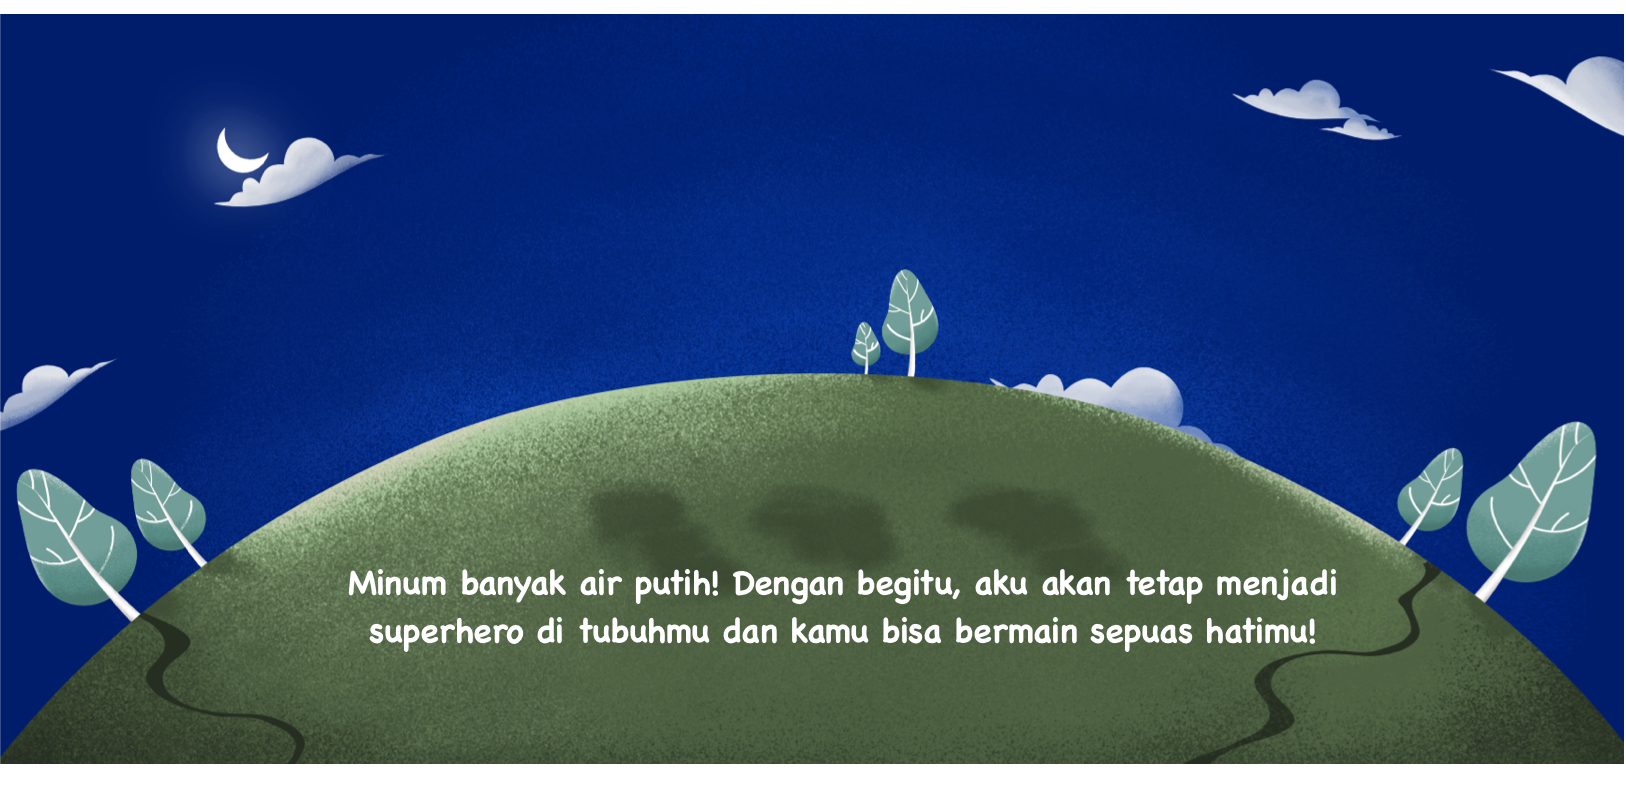 Minum banyak air putih! Dengan begitu, aku akan tetap menjadi
superhero di tubuhmu dan kamu bisa bermain sepuas hatimu!